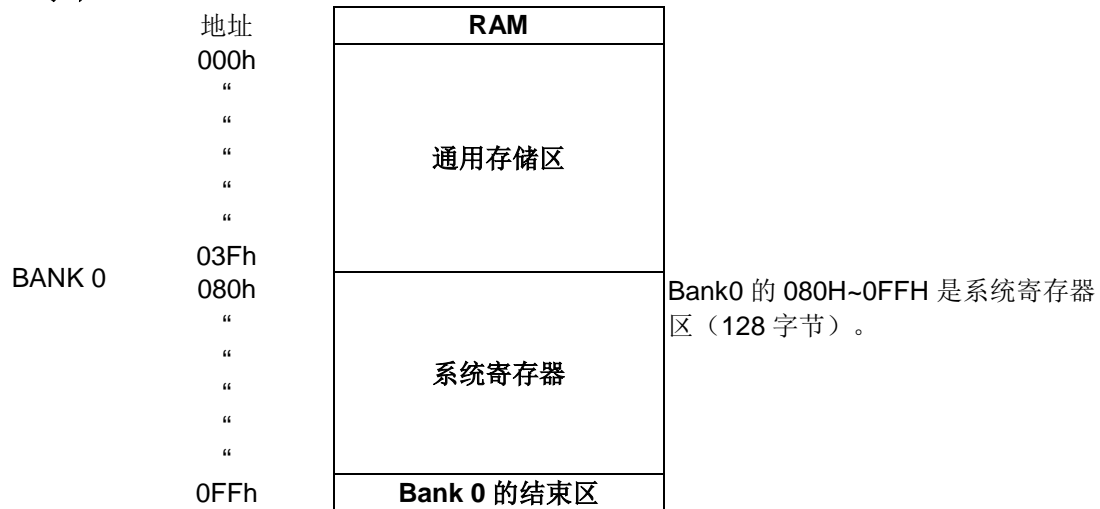 地址 RAM
000h
“
“
“ 通用存储区
“
“
03Fh
BANK 0 080h Bank0 的 080H~0FFH 是系统寄存器
“ 区（128 字节）。
“
“ 系统寄存器
“
“
0FFh Bank 0 的结束区